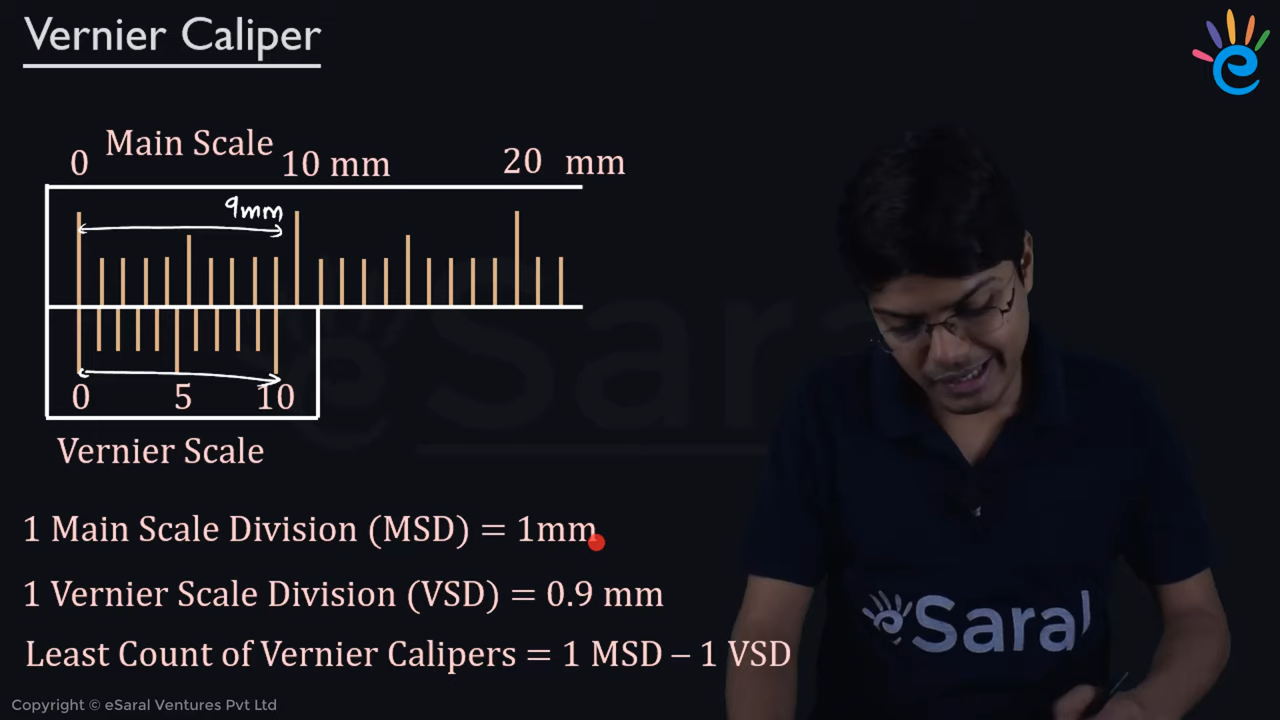 Vernier Caliper
Main Scale
0 10 mm 20 mm
9mm
0 5 10
Vernier Scale
1 Main Scale Division (MSD) = 1mm
1 Vernier Scale Division (VSD) = 0.9 mm
Least Count of Vernier Calipers = 1 MSD – 1 VSD
eSaral
eSaral
Copyright © eSaral Ventures Pvt Ltd